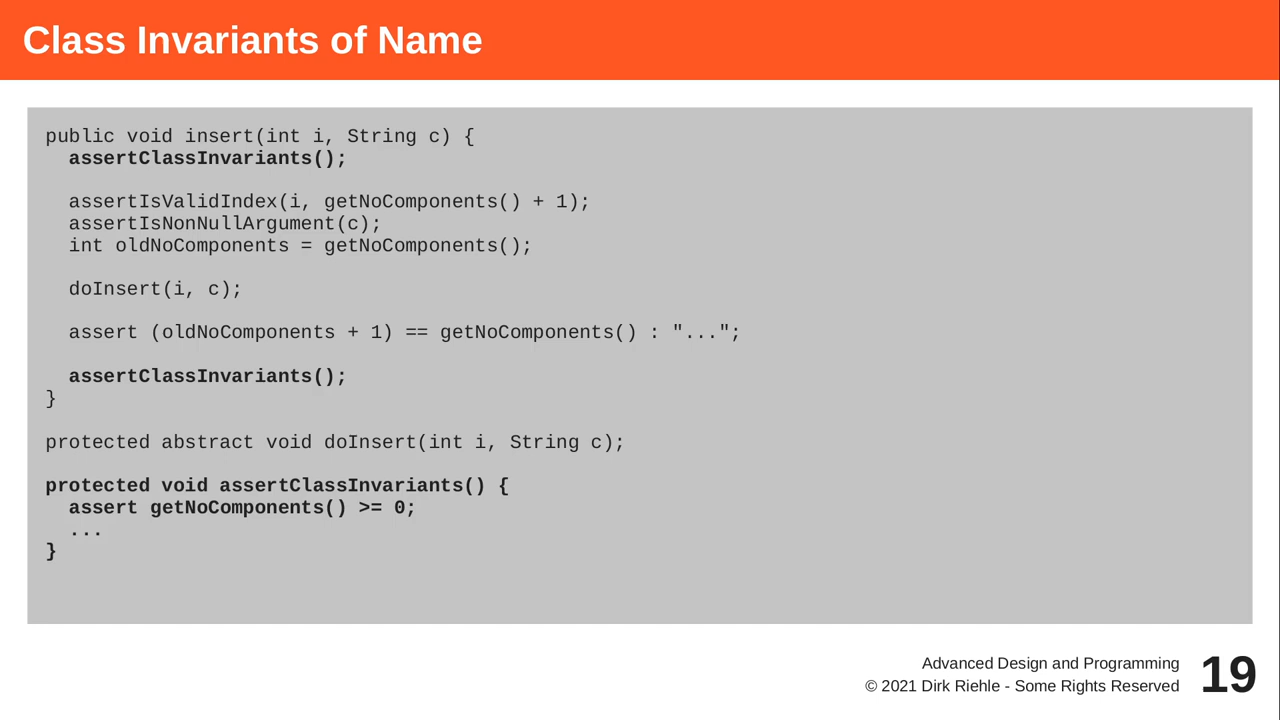 Class Invariants of Name
public void insert(int i, String c) {
  assertClassInvariants();

  assertIsValidIndex(i, getNoComponents() + 1);
  assertIsNonNullArgument(c);
  int oldNoComponents = getNoComponents();

  doInsert(i, c);

  assert (oldNoComponents + 1) == getNoComponents() : "...";

  assertClassInvariants();
}

protected abstract void doInsert(int i, String c);

protected void assertClassInvariants() {
  assert getNoComponents() >= 0;
  ...
}
Advanced Design and Programming
© 2021 Dirk Riehle - Some Rights Reserved
19